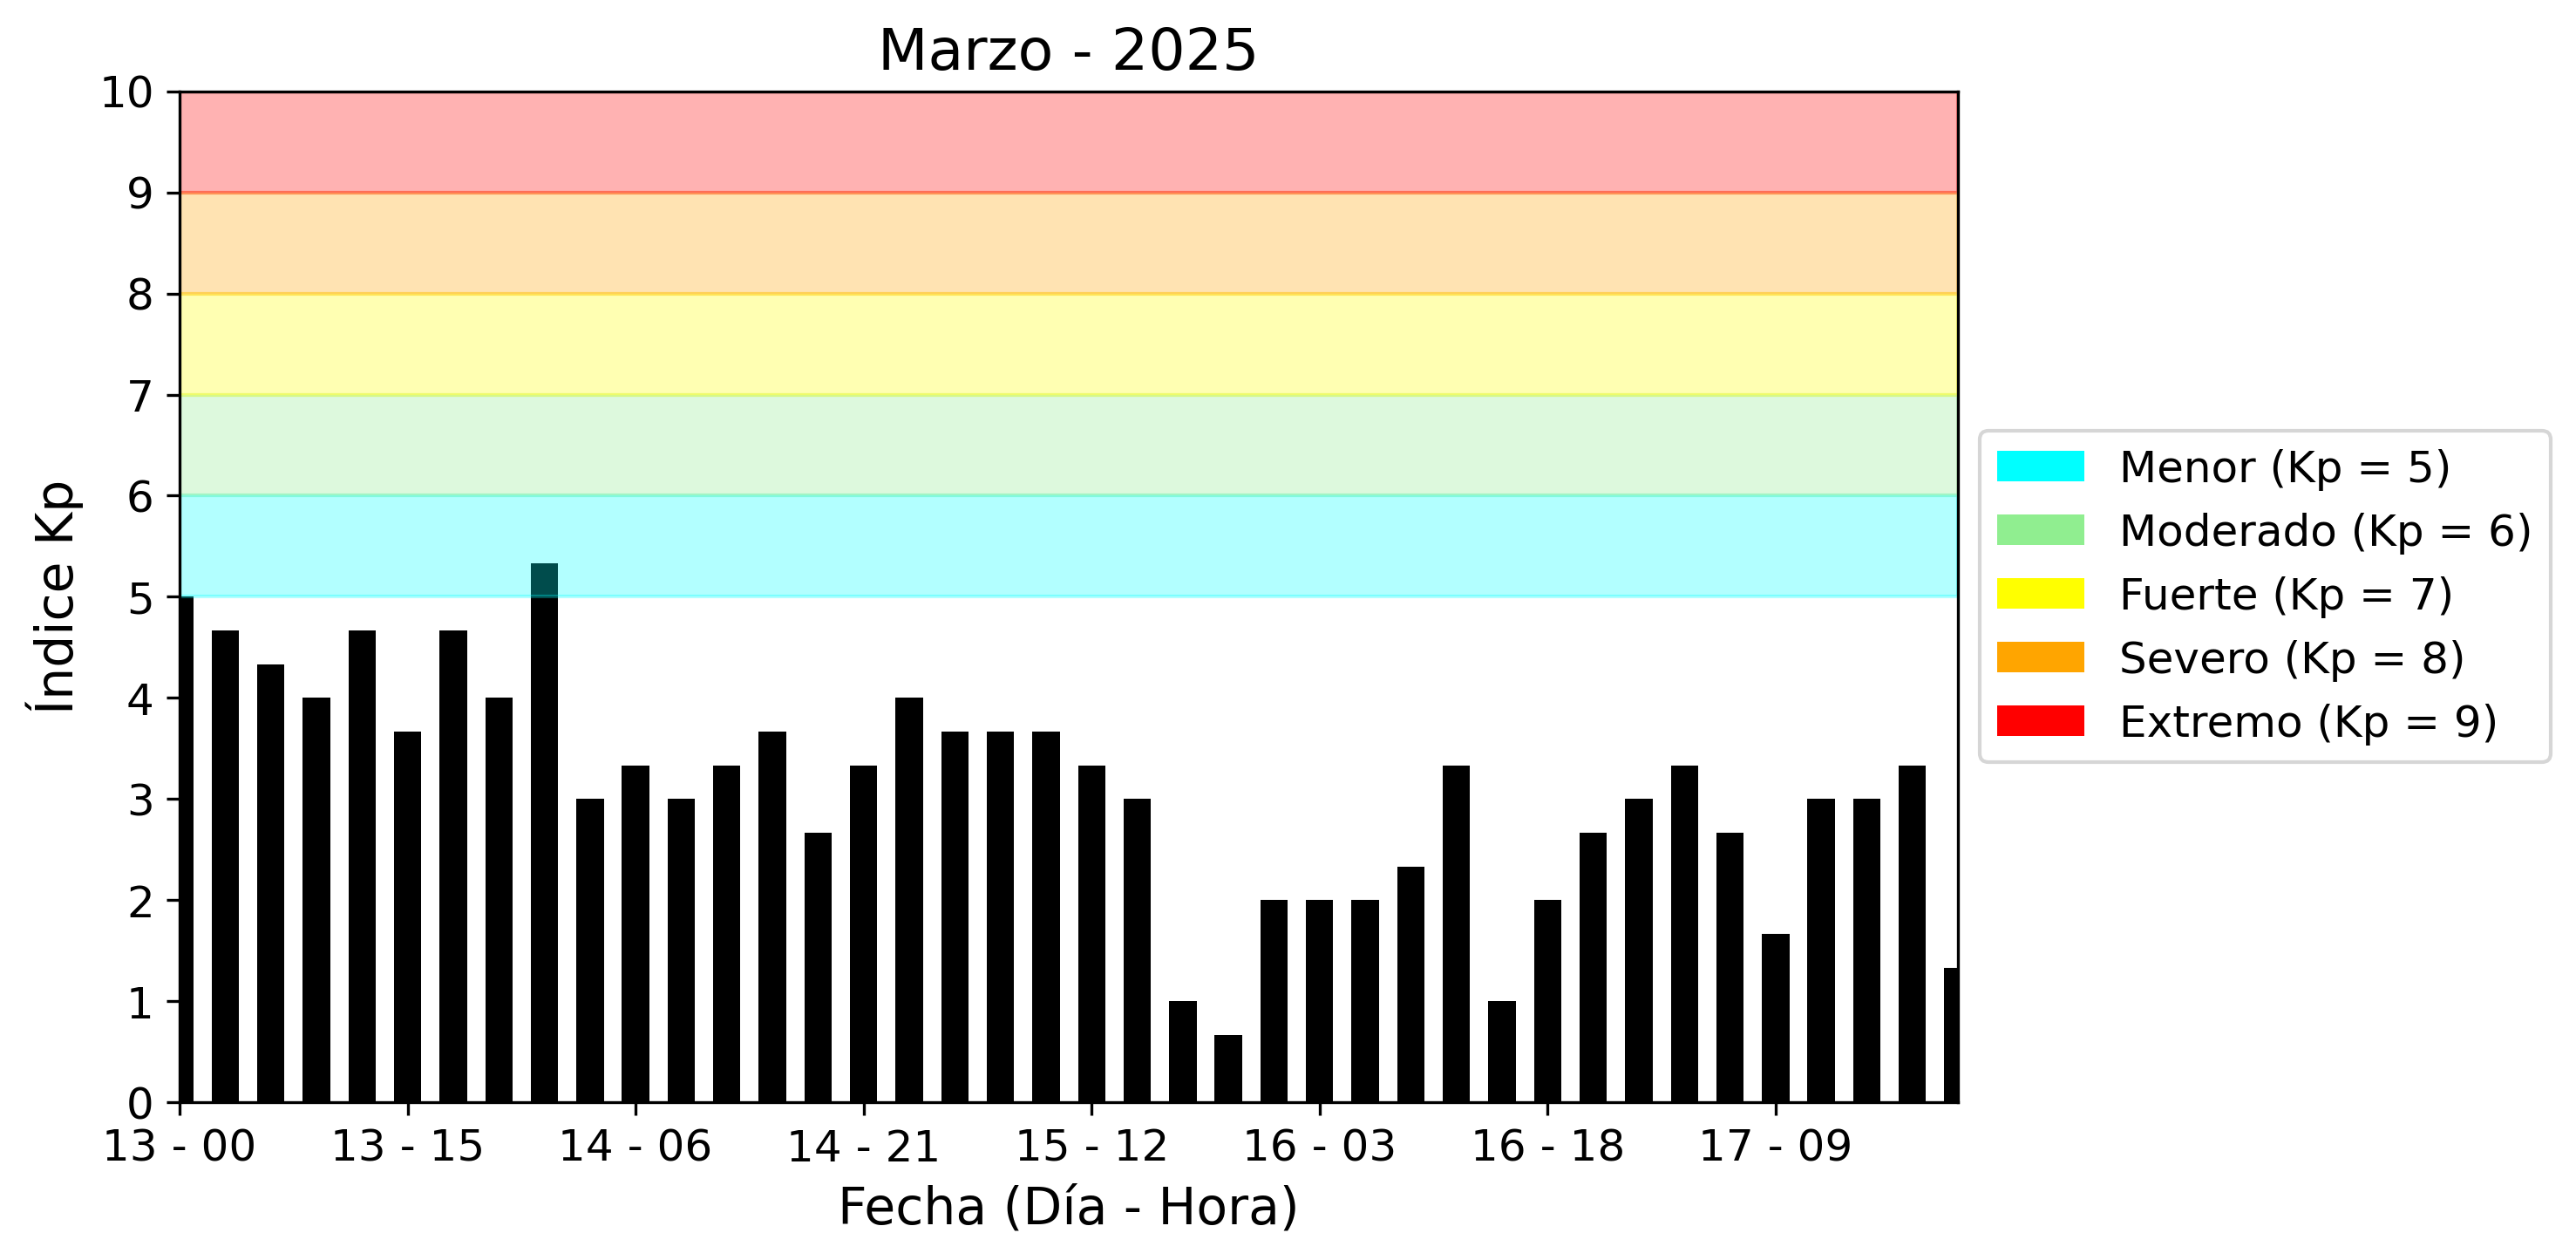 Marzo - 2025
10
9
8
7
6
5
4
3
2
1
0
Índice Kp
13 - 00
13 - 15
14 - 06
14 - 21
15 - 12
16 - 03
16 - 18
17 - 09
Fecha (Día - Hora)
Menor (Kp = 5)
Moderado (Kp = 6)
Fuerte (Kp = 7)
Severo (Kp = 8)
Extremo (Kp = 9)